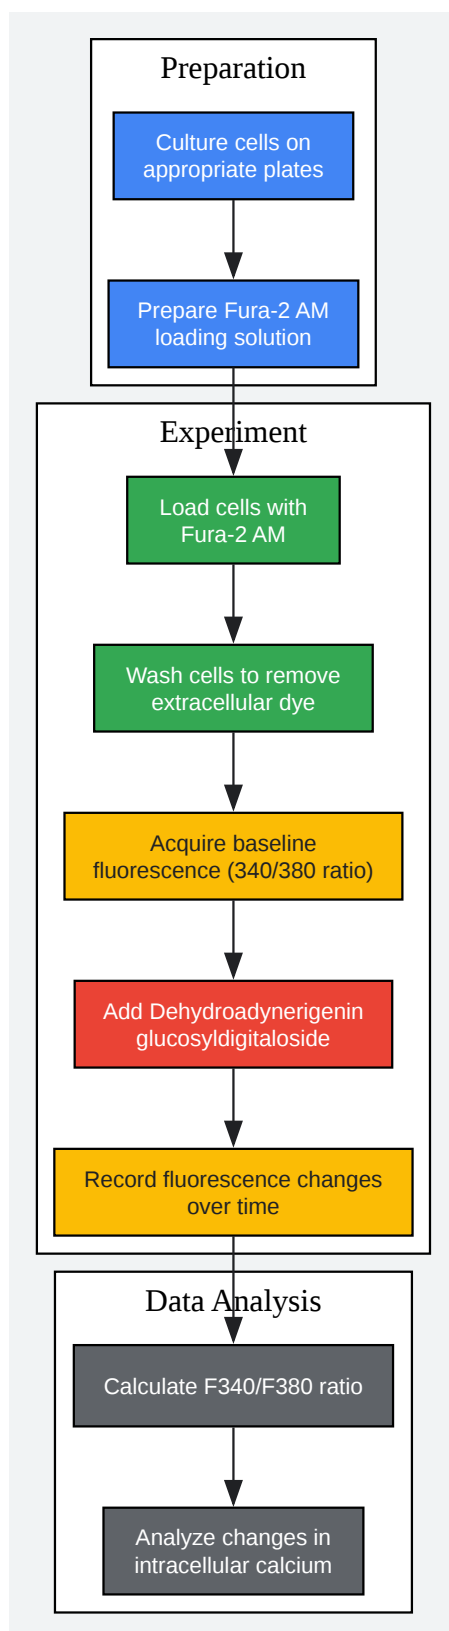 Preparation
Culture cells on
appropriate plates
Prepare Fura-2 AM
loading solution
Experiment
Load cells with
Fura-2 AM
Wash cells to remove
extracellular dye
Acquire baseline
fluorescence (340/380 ratio)
Add Dehydroadynerigenin
glucosyldigitaloside
Record fluorescence changes
over time
Data Analysis
Calculate F340/F380 ratio
Analyze changes in
intracellular calcium